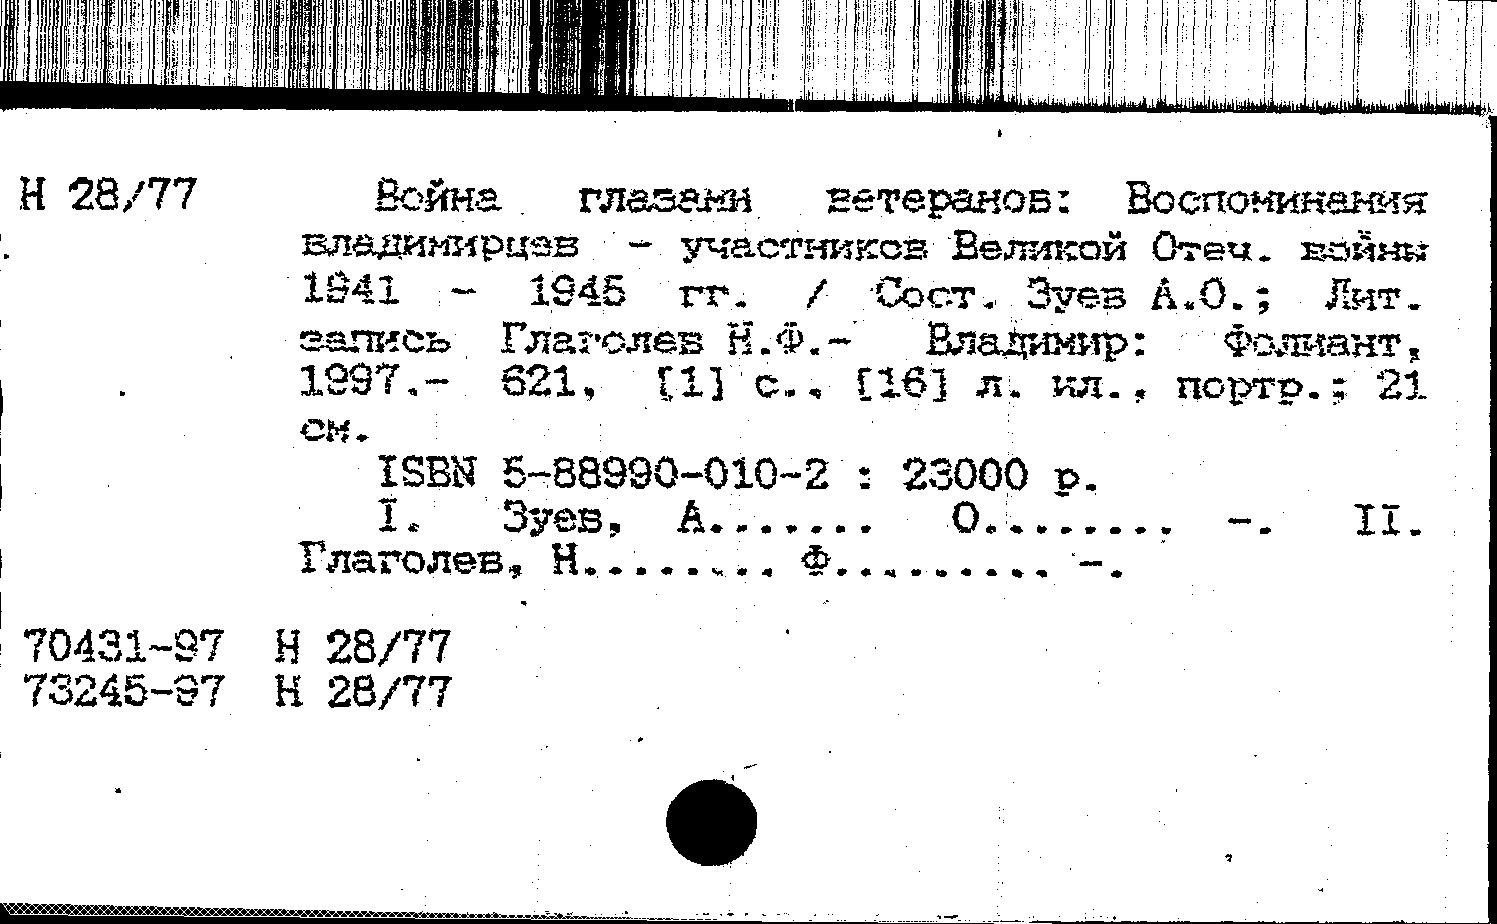 Н 28/77 Война глазами ветеранов: Воспоминания
владимирцев - участников Великой Отеч. войны
1941 - 1945 гг. / Сост. Зуев А.О.; Лит.
запись Глаголев Н.Ф.- Владимир: Фолиант,
1997.- 621, [1] с., [16] л. ил., портр.; 21
см.
ISBN 5-88990-010-2 : 23000 р.
I. Зуев, А....... О........ -. II.
Глаголев, Н........ Ф......... -.
70431-97 Н 28/77
73245-97 Н 28/77